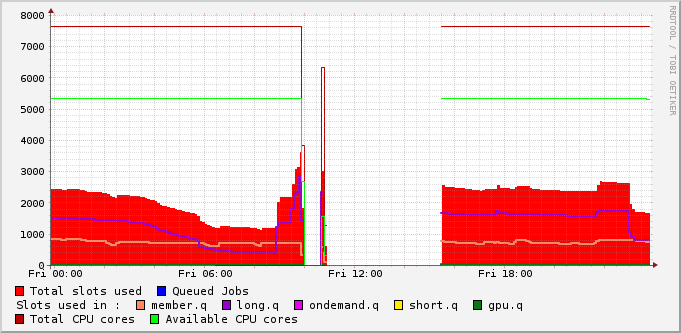 8000
7000
6000
5000
4000
3000
2000
1000
0
Fri 00:00 Fri 06:00 Fri 12:00 Fri 18:00
Total slots used Queued Jobs
Slots used in : member.q long.q ondemand.q short.q gpu.q
Total CPU cores Available CPU cores
RRDTOOL / TOBI OETIKER